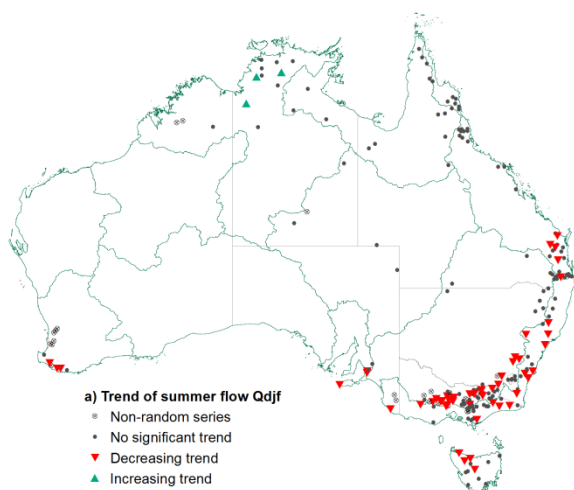 a) Trend of summer flow Qdjf
Non-random series
No significant trend
Decreasing trend
Increasing trend